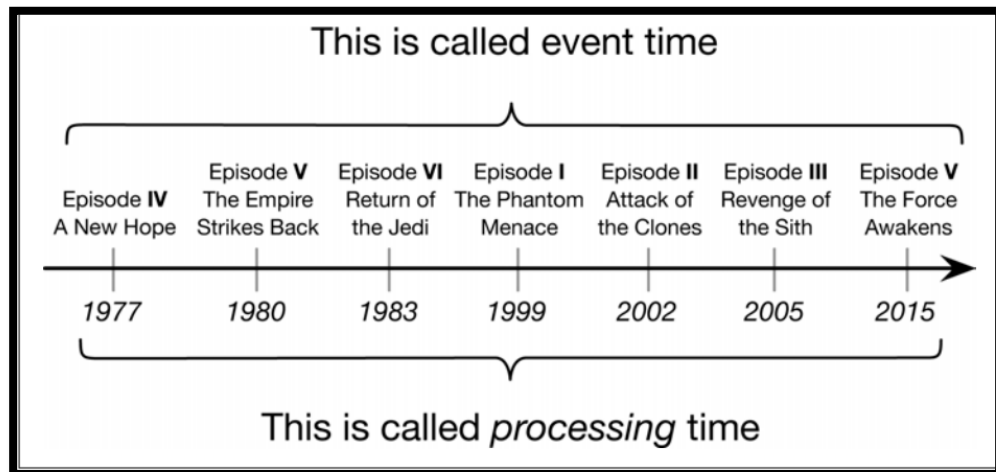 This is called event time
Episode IV
A New Hope
Episode V
The Empire
Strikes Back
Episode VI
Return of
the Jedi
Episode I
The Phantom
Menace
Episode II
Attack of
the Clones
Episode III
Revenge of
the Sith
Episode V
The Force
Awakens
1977
1980
1983
1999
2002
2005
2015
This is called processing time